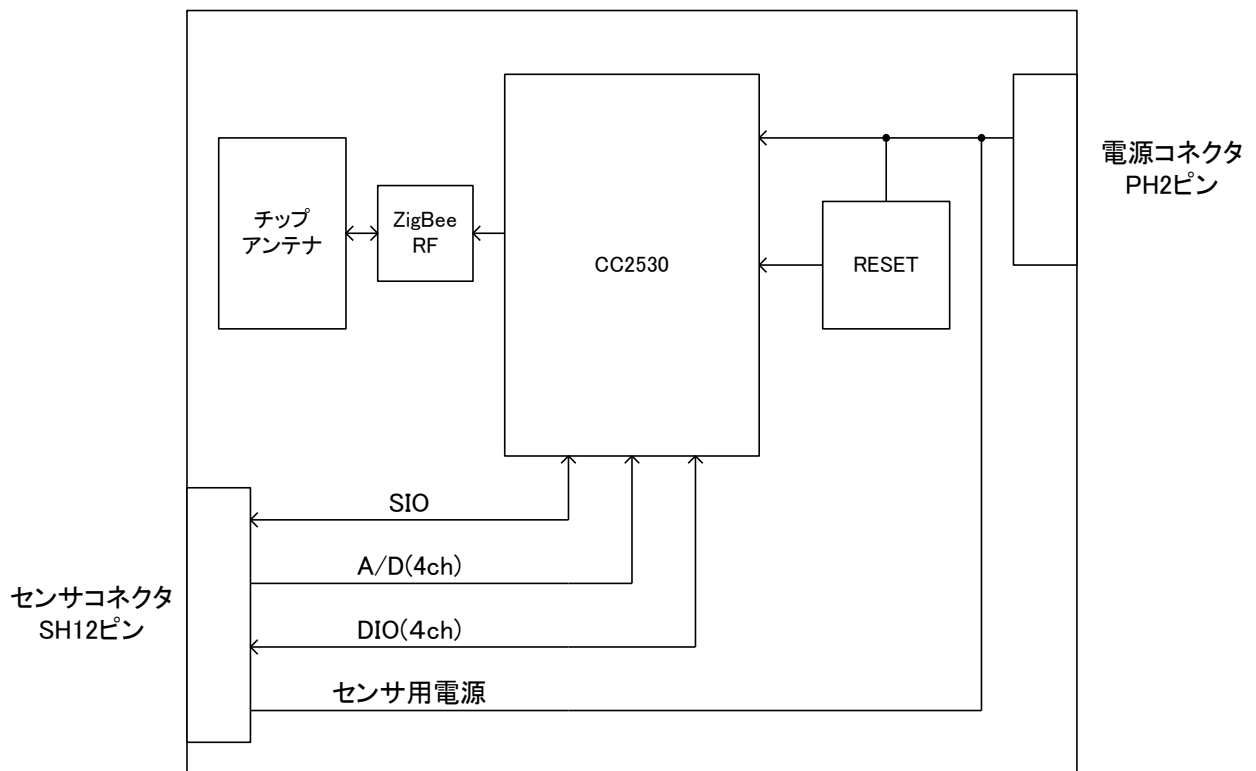 電源コネクタ
PH2ピン
チップ
アンテナ
ZigBee
RF
CC2530
RESET
SIO
A/D(4ch)
センサコネクタ
SH12ピン
DIO(4ch)
センサ用電源